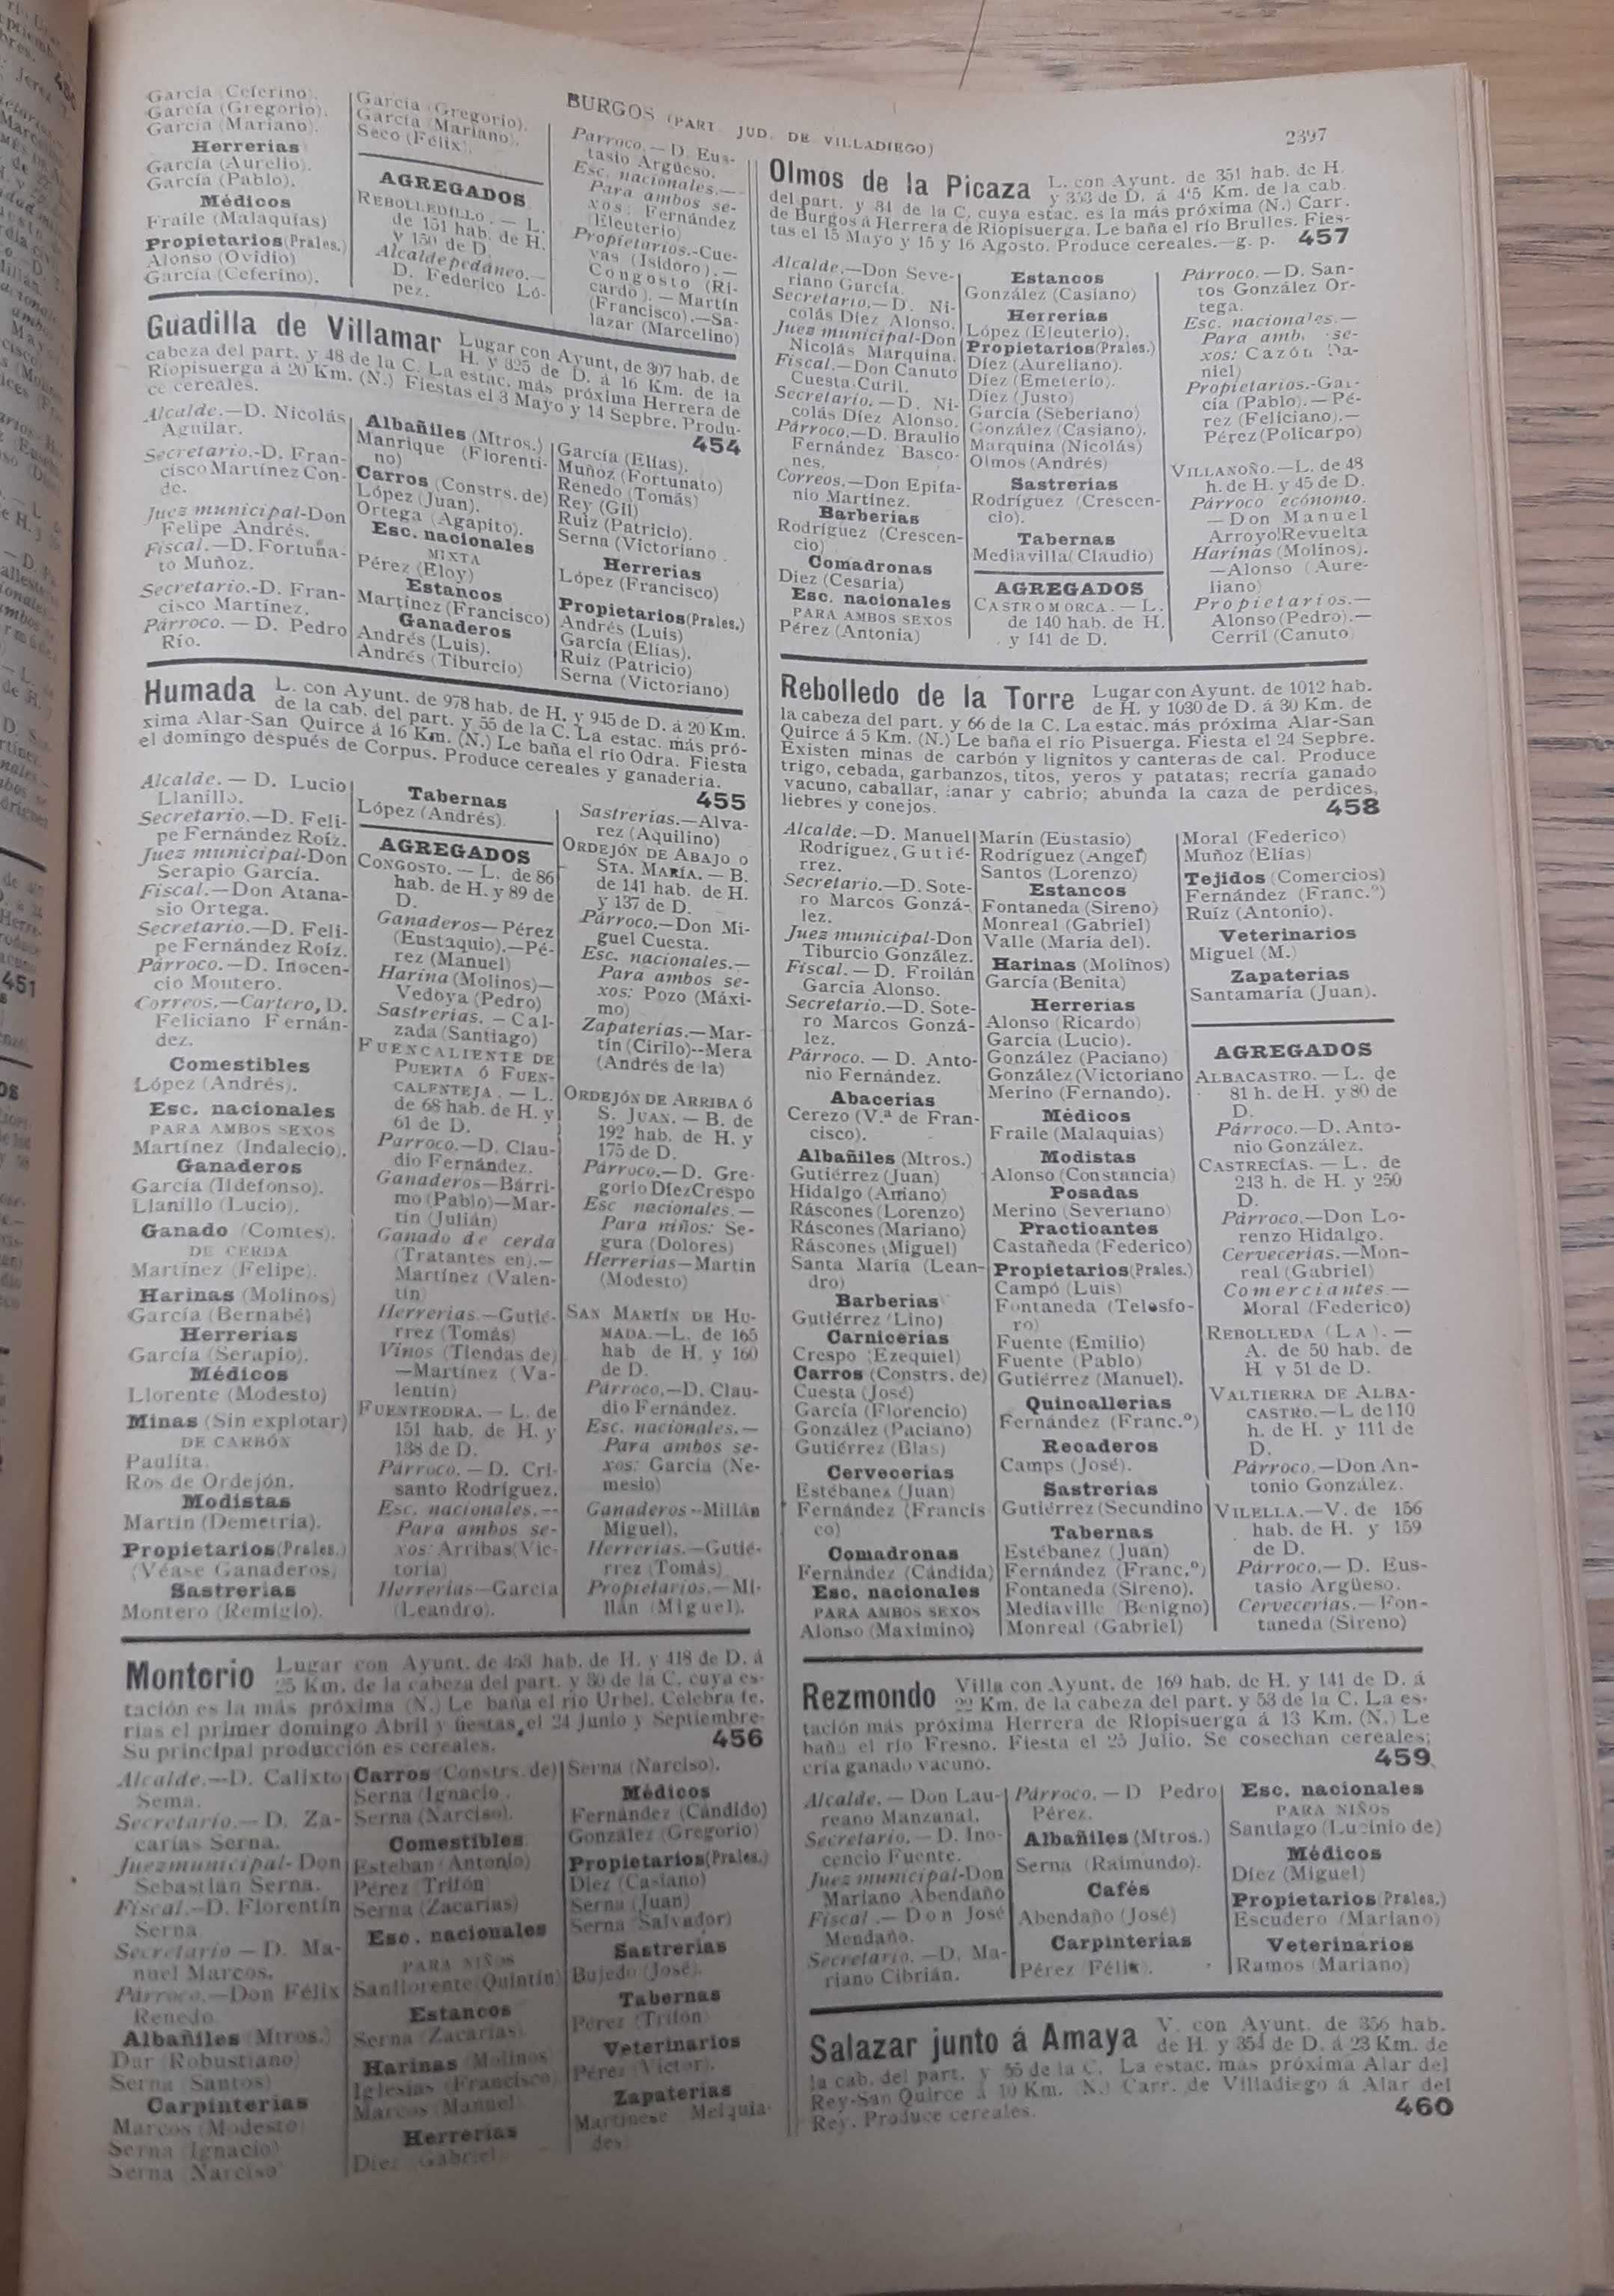 BURGOS (PART. JUD. DE VILLADIEGO)
2397
García (Ceferino).
García (Gregorio).
García (Mariano).
Herrerias
García (Aurelio).
García (Pablo).
Médicos
Fraile (Malaquías)
Propietarios (Prales.)
Alonso (Ovidio)
García (Ceferino).
García (Gregorio).
García (Mariano).
Seco (Félix).
AGREGADOS
REBOLLEDILLO. — L.
de 151 hab. de H.
y 150 de D.
Alcalde pedáneo.—
D. Federico Ló-
pez.
Párroco.—D. Eus-
tasio Argüeso.
Esc. nacionales.—
Para ambos se-
xos: Fernández
(Eleuterio)
Propietarios.-Cue-
vas (Isidoro).—
Congosto (Ri-
cardo). — Martín
(Francisco).—Sa-
lazar (Marcelino)
Guadilla de Villamar Lugar con Ayunt, de 307 hab. de
H. y 325 de D. á 16 Km. de la
cabeza del part. y 48 de la C. La estac. más próxima Herrera de
Ríopisuerga á 20 Km. (N.) Fiestas el 3 Mayo y 14 Sepbre. Produ-
ce cereales. 454
Alcalde.—D. Nicolás
Aguilar.
Secretario.-D. Fran-
cisco Martínez Con-
de.
Juez municipal-Don
Felipe Andrés.
Fiscal.—D. Fortuna-
to Muñoz.
Secretario.-D. Fran-
cisco Martínez.
Párroco. — D. Pedro
Río.
Albañiles (Mtros.)
Manrique (Florenti-
no)
Carros (Constrs. de)
López (Juan).
Ortega (Agapito).
Esc. nacionales
MIXTA
Pérez (Eloy)
Estancos
Martínez (Francisco)
Ganaderos
Andrés (Luis).
Andrés (Tiburcio)
García (Elías).
Muñoz (Fortunato)
Renedo (Tomás)
Rey (Gil)
Ruiz (Patricio).
Serna (Victoriano.
Herrerias
López (Francisco)
Propietarios (Prales.)
Andrés (Luis)
García (Elías).
Ruiz (Patricio)
Serna (Victoriano)
Humada L. con Ayunt. de 978 hab. de H. y 945 de D. á 20 Km.
de la cab. del part. y 55 de la C. La estac. más pró-
xima Alar-San Quirce á 16 Km. (N.) Le baña el río Odra. Fiesta
el domingo después de Corpus. Produce cereales y ganadería.
455
Alcalde. — D. Lucio
Llanillo.
Secretario.—D. Feli-
pe Fernández Roíz.
Juez municipal-Don
Serapio García.
Fiscal.—Don Atana-
sio Ortega.
Secretario.—D. Feli-
pe Fernández Roíz.
Párroco.—D. Inocen-
cio Montero.
Correos.—Cartero, D.
Feliciano Fernán-
dez.
Comestibles
López (Andrés).
Esc. nacionales
PARA AMBOS SEXOS
Martínez (Indalecio).
Ganaderos
García (Ildefonso).
Llanillo (Lucio).
Ganado (Comtes).
DE CERDA
Martínez (Felipe).
Harinas (Molinos)
García (Bernabé)
Herrerias
García (Serapio).
Médicos
Llorente (Modesto)
Minas (Sin explotar)
DE CARBÓN
Paulita.
Ros de Ordejón.
Modistas
Martín (Demetria).
Propietarios (Prales.)
(Véase Ganaderos)
Sastrerias
Montero (Remigio).
Tabernas
López (Andrés).
AGREGADOS
CONGOSTO. — L. de 86
hab. de H. y 89 de
D.
Ganaderos— Pérez
(Eustaquio).—Pé-
rez (Manuel)
Harina (Molinos)—
Vedoya (Pedro)
Sastrerias. — Cal-
zada (Santiago)
FUENCALIENTE DE
PUERTA Ó FUEN-
CALENTEJA. — L.
de 68 hab. de H. y
61 de D.
Párroco.—D. Clau-
dio Fernández.
Ganaderos—Bárri-
mo (Pablo)—Mar-
tín (Julián)
Ganado de cerda
(Tratantes en).—
Martínez (Valen-
tín)
Herrerias.—Gutié-
rrez (Tomás)
Vinos (Tiendas de)
—Martínez (Va-
lentín)
FUENTEODRA. — L. de
151 hab. de H. y
138 de D.
Párroco. — D. Cri-
santo Rodríguez.
Esc. nacionales.—
Para ambos se-
xos: Arribas (Vic-
toria)
Herrerias—García
(Leandro).
Sastrerias.—Alva-
rez (Aquilino)
ORDEJÓN DE ABAJO O
STA. MARÍA. — B.
de 141 hab. de H.
y 137 de D.
Párroco.—Don Mi-
guel Cuesta.
Esc. nacionales.—
Para ambos se-
xos: Pozo (Máxi-
mo)
Zapaterias.—Mar-
tín (Cirilo)--Mera
(Andrés de la)
ORDEJÓN DE ARRIBA Ó
S. JUAN. — B. de
192 hab. de H. y
175 de D.
Párroco.—D. Gre-
gorio Díez Crespo
Esc nacionales.—
Para niños: Se-
gura (Dolores)
Herrerias—Martín
(Modesto)
SAN MARTÍN DE HU-
MADA.—L. de 165
hab de H. y 160
de D.
Párroco.—D. Clau-
dio Fernández.
Esc. nacionales.—
Para ambos se-
xos: García (Ne-
mesio)
Ganaderos--Millán
Miguel).
Herrerias.—Gutié-
rrez (Tomás)
Propietarios.—Mi-
llán (Miguel).
Monterio Lugar con Ayunt. de 453 hab. de H. y 418 de D. á
25 Km. de la cabeza del part. y 30 de la C. cuya es-
tación es la más próxima (N.) Le baña el río Urbel. Celebra fe.
rias el primer domingo Abril y fiestas el 24 Junio y Septiembre-
Su principal producción es cereales. 456
Alcalde.—D. Calixto
Sema.
Secretario.— D. Za-
carías Serna.
Juez municipal- Don
Sebastián Serna.
Fiscal.—D. Florentín
Serna
Secretario — D. Ma-
nuel Marcos.
Párroco.—Don Félix
Renedo
Albañiles (Mtros.)
Dar (Robustiano)
Serna (Santos)
Carpinterias
Marcos (Modesto)
Serna (Ignacio)
Serna (Narciso)
Carros (Constrs. de)
Serna (Ignacio.
Serna (Narciso).
Comestibles
Esteban (Antonio)
Pérez (Trifón)
Serna (Zacarías)
Esc. nacionales
PARA NIÑOS
Sanllorente (Quintín)
Estancos
Serna (Zacarías).
Harinas (Molinos
Iglesias (Francisco)
Marcos (Manuel)
Herrerias
Díez (Gabriel)
Serna (Narciso).
Médicos
Fernández (Cándido)
González (Gregorio)
Propietarios (Prales.)
Díez (Casiano)
Serna (Juan)
Serna (Salvador)
Sastrerias
Bujedo (José).
Tabernas
Pérez (Trifón)
Veterinarios
Pérez (Víctor).
Zapaterias
Martinese (Melquia-
des)
Olmos de la Picaza L. con Ayunt. de 351 hab. de H.
y 353 de D. á 4'5 Km. de la cab.
del part. y 34 de la C. cuya estac. es la más próxima (N.) Carr.
de Burgos á Herrera de Ríopisuerga. Le baña el río Brulles. Fies-
tas el 15 Mayo y 15 y 16 Agosto. Produce cereales.—g. p. 457
Alcalde.—Don Seve-
riano García.
Secretario.— D. Ni-
colás Díez Alonso.
Juez municipal-Don
Nicolás Marquina.
Fiscal.—Don Canuto
Cuesta Curil.
Secretario. — D. Ni-
colás Díez Alonso.
Párroco.—D. Braulio
Fernández Basco-
nes.
Correos.—Don Epifa-
nio Martínez.
Barberias
Rodríguez (Crescen-
cio)
Comadronas
Díez (Cesaria)
Esc. nacionales
PARA AMBOS SEXOS
Pérez (Antonia)
Estancos
González (Casiano)
Herrerias
López (Eleuterio).
Propietarios (Prales.)
Díez (Aureliano).
Díez (Emeterio).
Díez (Justo)
García (Seberiano)
González (Casiano).
Marquina (Nicolás)
Olmos (Andrés)
Sastrerias
Rodríguez (Crescen-
cio).
Tabernas
Mediavilla (Claudio)
AGREGADOS
CASTROMORCA. — L.
de 140 hab. de H.
y 141 de D.
Párroco. — D. San-
tos González Or-
tega.
Esc. nacionales.—
Para amb. se-
xos: Cazón Da-
niel)
Propietarios.-Gar-
cía (Pablo). — Pé-
rez (Feliciano).—
Pérez (Policarpo)
VILLANOÑO.—L. de 48
h. de H. y 45 de D.
Párroco ecónomo.
— Don Manuel
Arroyo Revuelta
Harinas (Molinos).
—Alonso (Aure-
liano)
Propietarios.—
Alonso (Pedro).—
Cerril (Canuto)
Rebolledo de la Torre Lugar con Ayunt. de 1012 hab.
de H. y 1030 de D. á 30 Km. de
la cabeza del part. y 66 de la C. La estac. más próxima Alar-San
Quirce á 5 Km. (N.) Le baña el río Pisuerga. Fiesta el 24 Sepbre.
Existen minas de carbón y lignitos y canteras de cal. Produce
trigo, cebada, garbanzos, titos, yeros y patatas; recría ganado
vacuno, caballar, lanar y cabrio; abunda la caza de perdices,
liebres y conejos. 458
Alcalde.—D. Manuel
Rodríguez, Gutié-
rrez.
Secretario.—D. Sote-
ro Marcos Gonzá-
lez.
Juez municipal-Don
Tiburcio González.
Fiscal. — D. Froilán
García Alonso.
Secretario.—D. Sote-
ro Marcos Gonzá-
lez.
Párroco. — D. Anto-
nio Fernández.
Abacerias
Cerezo (V.ª de Fran-
cisco).
Albañiles (Mtros.)
Gutiérrez (Juan)
Hidalgo (Arriano)
Ráscones (Lorenzo)
Ráscones (Mariano)
Ráscones (Miguel)
Santa María (Lean-
dro)
Barberias
Gutiérrez (Lino)
Carnicerias
Crespo (Ezequiel)
Carros (Constrs. de)
Cuesta (José)
García (Florencio)
González (Paciano)
Gutiérrez (Blas)
Cervecerias
Estébanez (Juan)
Fernández (Francis
co)
Comadronas
Fernández (Cándida)
Esc. nacionales
PARA AMBOS SEXOS
Alonso (Maximino)
Marín (Eustasio)
Rodríguez (Angel)
Santos (Lorenzo)
Estancos
Fontaneda (Sireno)
Monreal (Gabriel)
Valle (María del).
Harinas (Molinos)
García (Benita)
Herrerias
Alonso (Ricardo)
García (Lucio).
González (Paciano)
González (Victoriano
Merino (Fernando).
Médicos
Fraile (Malaquías)
Modistas
Alonso (Constancia)
Posadas
Merino (Severiano)
Practicantes
Castañeda (Federico)
Propietarios (Prales.)
Campó (Luis)
Fontaneda (Telesfo-
ro)
Fuente (Emilio)
Fuente (Pablo)
Gutiérrez (Manuel).
Quincallerias
Fernández (Franc.º)
Recaderos
Camps (José).
Sastrerias
Gutiérrez (Secundino
Tabernas
Estébanez (Juan)
Fernández (Franc.º)
Fontaneda (Sireno).
Mediaville (Benigno)
Monreal (Gabriel)
Moral (Federico)
Muñoz (Elías)
Tejidos (Comercios)
Fernández (Franc.º)
Ruíz (Antonio).
Veterinarios
Miguel (M.)
Zapaterias
Santamaría (Juan).
AGREGADOS
ALBACASTRO. — L. de
81 h. de H. y 80 de
D.
Párroco.—D. Anto-
nio González.
CASTRECÍAS. — L. de
243 h. de H. y 250
D.
Párroco.—Don Lo-
renzo Hidalgo.
Cervecerias.—Mon-
real (Gabriel)
Comerciantes.—
Moral (Federico)
REBOLLEDA (LA). —
A. de 50 hab. de
H y 51 de D.
VALTIERRA DE ALBA-
CASTRO.—L de 110
h. de H. y 111 de
D.
Párroco.—Don An-
tonio González.
VILELLA.—V. de 156
hab. de H. y 159
de D.
Párroco.— D. Eus-
tasio Argüeso.
Cervecerias.— Fon-
taneda (Sireno)
Rezmondo Villa con Ayunt. de 169 hab. de H. y 141 de D. á
22 Km. de la cabeza del part. y 53 de la C. La es-
tación más próxima Herrera de Ríopisuerga á 13 Km. (N.) Le
baña el río Fresno. Fiesta el 25 Julio. Se cosechan cereales;
cría ganado vacuno. 459
Alcalde. — Don Lau-
reano Manzanal.
Secretario. — D. Ino-
cencio Fuente.
Juez municipal-Don
Mariano Abendaño
Fiscal.— Don José
Mendaño.
Secretario. —D. Ma-
riano Cibrián.
Párroco. — D Pedro
Pérez.
Albañiles (Mtros.)
Serna (Raimundo).
Cafés
Abendaño (José)
Carpinterias
Pérez (Félix).
Esc. nacionales
PARA NIÑOS
Santiago (Lucinio de)
Médicos
Díez (Miguel)
Propietarios (Prales.)
Escudero (Mariano)
Veterinarios
Ramos (Mariano)
Salazar junto á Amaya V. con Ayunt. de 356 hab.
de H. y 354 de D. á 23 Km. de
la cab. del part. y 55 de la C. La estac. más próxima Alar del
Rey-San Quirce á 10 Km. (N.) Carr. de Villadiego á Alar del
Rey. Produce cereales. 460